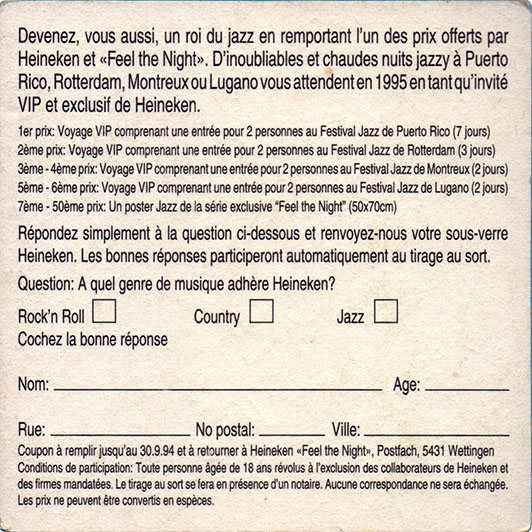 Devenez, vous aussi, un roi du jazz en remportant l'un des prix offerts par
Heineken et «Feel the Night». D'inoubliables et chaudes nuits jazzy à Puerto
Rico, Rotterdam, Montreux ou Lugano vous attendent en 1995 en tant qu'invité
VIP et exclusif de Heineken.
1er prix: Voyage VIP comprenant une entrée pour 2 personnes au Festival Jazz de Puerto Rico (7 jours)
2ème prix: Voyage VIP comprenant une entrée pour 2 personnes au Festival Jazz de Rotterdam (3 jours)
3ème - 4ème prix: Voyage VIP comprenant une entrée pour 2 personnes au Festival Jazz de Montreux (2 jours)
5ème - 6ème prix: Voyage VIP comprenant une entrée pour 2 personnes au Festival Jazz de Lugano (2 jours)
7ème - 50ème prix: Un poster Jazz de la série exclusive "Feel the Night" (50x70cm)
Répondez simplement à la question ci-dessous et renvoyez-nous votre sous-verre
Heineken. Les bonnes réponses participeront automatiquement au tirage au sort.
Question: A quel genre de musique adhère Heineken?
Rock'n Roll Country Jazz
Cochez la bonne réponse
Nom: Age:
Rue: No postal: Ville:
Coupon à remplir jusqu'au 30.9.94 et à retourner à Heineken «Feel the Night», Postfach, 5431 Wettingen
Conditions de participation: Toute personne âgée de 18 ans révolus à l'exclusion des collaborateurs de Heineken et
des firmes mandatées. Le tirage au sort se fera en présence d'un notaire. Aucune correspondance ne sera échangée.
Les prix ne peuvent être convertis en espèces.